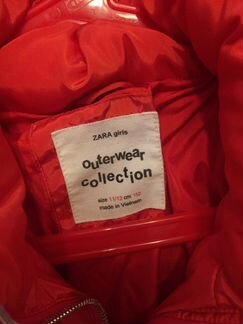 ZARA girls
outerwear
collection
size 11/12 cm 152
made in Vietnam